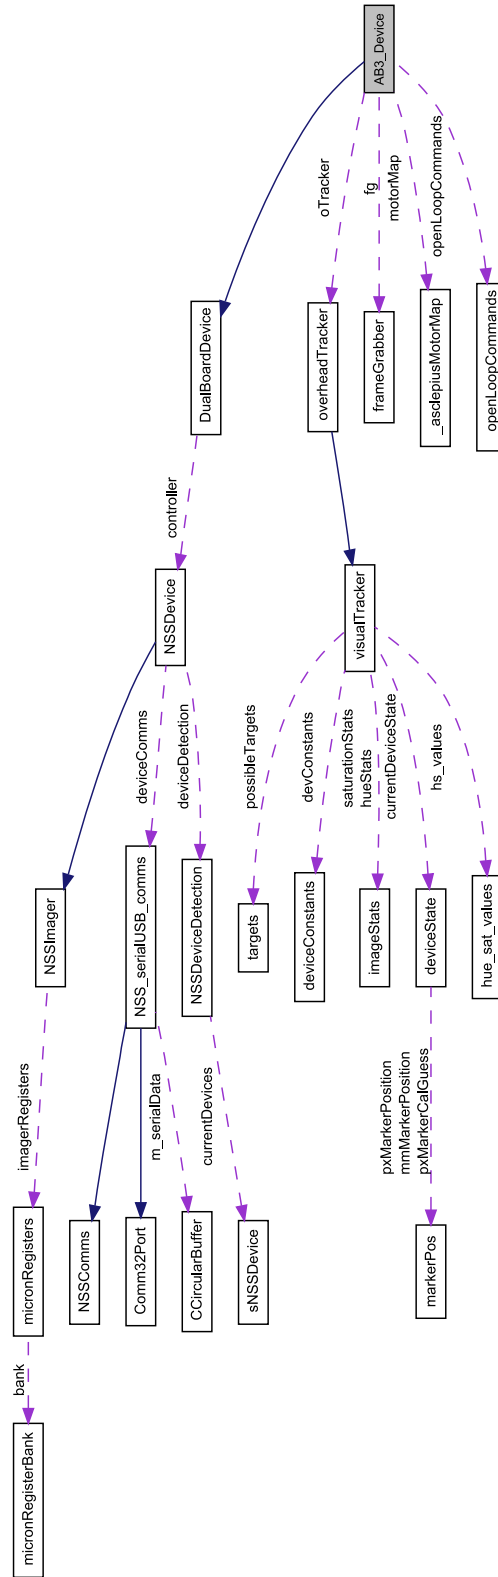 AB3_Device
oTracker
fg
motorMap
openLoopCommands
DualBoardDevice
overheadTracker
frameGrabber
_asclepiusMotorMap
openLoopCommands
controller
NSSDevice
visualTracker
deviceComms
deviceDetection
possibleTargets
devConstants
saturationStats
hueStats
currentDeviceState
hs_values
NSSImager
NSS_serialUSB_comms
NSSDeviceDetection
targets
deviceConstants
imageStats
deviceState
hue_sat_values
imagerRegisters
m_serialData
currentDevices
pxMarkerPosition
mmMarkerPosition
pxMarkerCalGuess
micronRegisters
NSSComms
Comm32Port
CCircularBuffer
sNSSDevice
markerPos
bank
micronRegisterBank